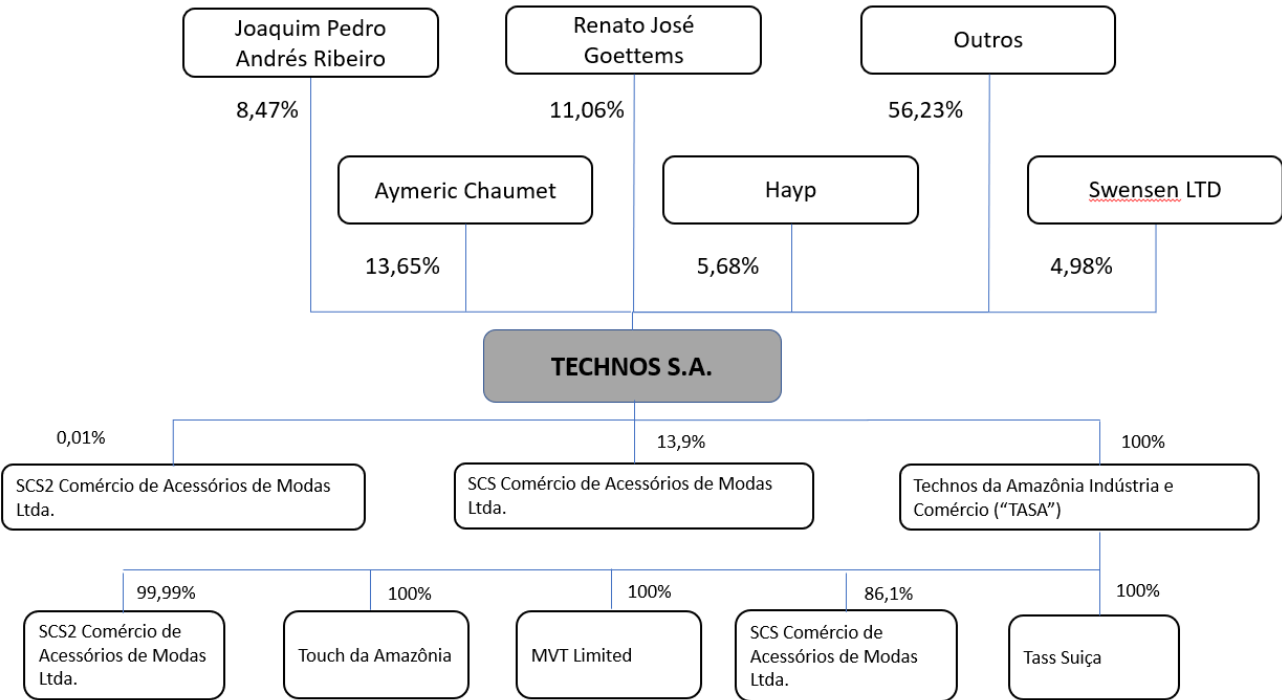 Joaquim Pedro
Andrés Ribeiro
Renato José
Goettems
Outros
8,47%
11,06%
56,23%
Aymeric Chaumet
Hayp
Swensen LTD
13,65%
5,68%
4,98%
TECHNOS S.A.
0,01%
13,9%
100%
SCS2 Comércio de Acessórios de Modas
Ltda.
SCS Comércio de Acessórios de Modas
Ltda.
Technos da Amazônia Indústria e
Comércio (“TASA”)
99,99%
100%
100%
86,1%
100%
SCS2 Comércio de
Acessórios de Modas
Ltda.
Touch da Amazônia
MVT Limited
SCS Comércio de
Acessórios de Modas
Ltda.
Tass Suiça